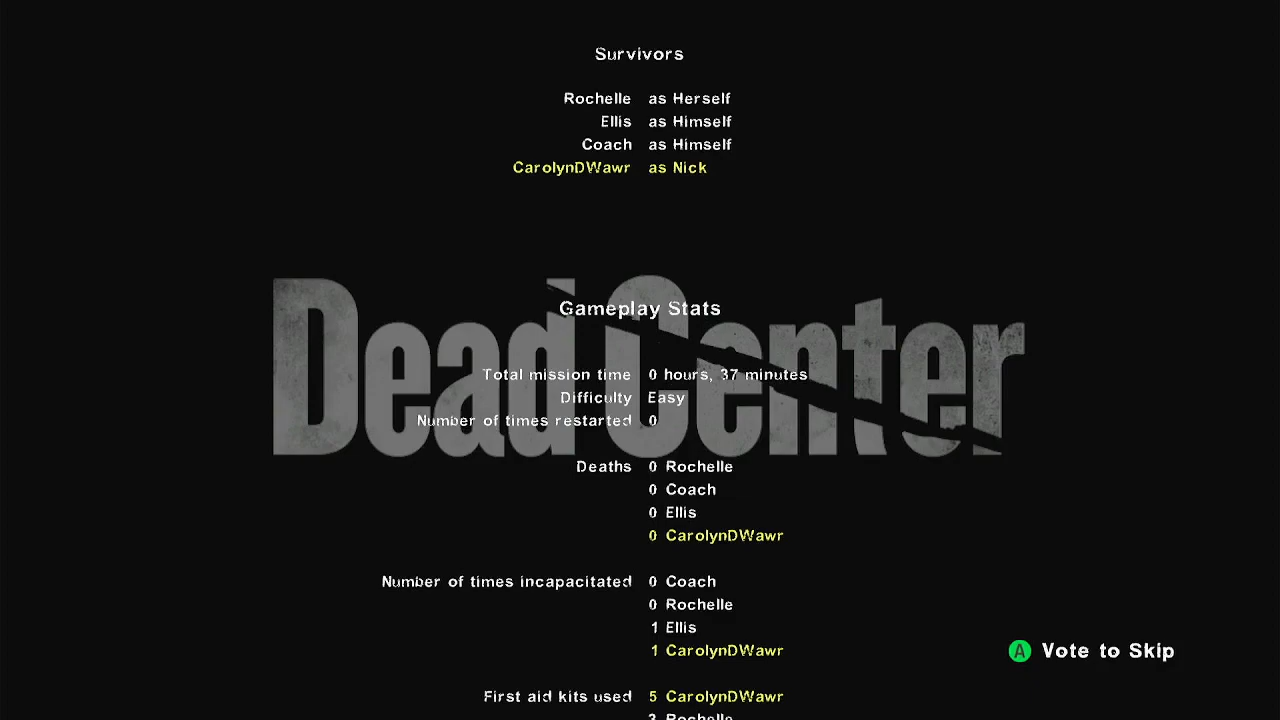 Survivors
Rochelle as Herself
Ellis as Himself
Coach as Himself
CarolynDWawr as Nick
Dead Center
Gameplay Stats
Total mission time 0 hours, 37 minutes
Difficulty Easy
Number of times restarted 0
Deaths 0 Rochelle
0 Coach
0 Ellis
0 CarolynDWawr
Number of times incapacitated 0 Coach
0 Rochelle
1 Ellis
1 CarolynDWawr
A Vote to Skip
First aid kits used 5 CarolynDWawr
3 Rochelle